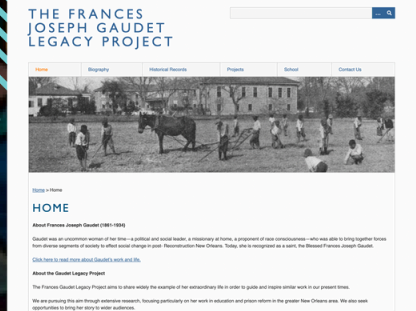 THE FRANCES
JOSEPH GAUDET
LEGACY PROJECT
...
Home
Biography
Historical Records
Projects
School
Contact Us
Home » Home
HOME
About Frances Joseph Gaudet (1861-1934)
Gaudet was an uncommon woman of her time—a political and social leader, a missionary at home, a proponent of race consciousness—who was able to bring together forces
from diverse segments of society to effect social change in post- Reconstruction New Orleans. Today, she is recognized as a saint, the Blessed Frances Joseph Gaudet.
Click here to read more about Gaudet's work and life.
About the Gaudet Legacy Project
The Frances Gaudet Legacy Project aims to share widely the example of her extraordinary life in order to guide and inspire similar work in our present times.
We are pursuing this aim through extensive research, focusing particularly on her work in education and prison reform in the greater New Orleans area. We also seek
opportunities to bring her story to wider audiences.